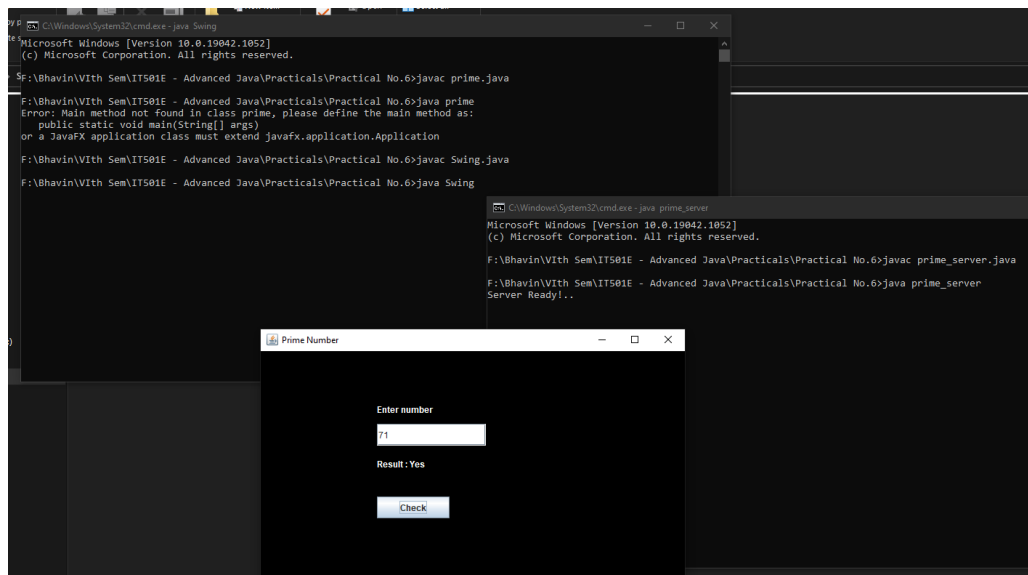 C:\Windows\System32\cmd.exe - java Swing
Microsoft Windows [Version 10.0.19042.1052]
(c) Microsoft Corporation. All rights reserved.
F:\Bhavin\VIth Sem\IT501E - Advanced Java\Practicals\Practical No.6>javac prime.java
F:\Bhavin\VIth Sem\IT501E - Advanced Java\Practicals\Practical No.6>java prime
Error: Main method not found in class prime, please define the main method as:
public static void main(String[] args)
or a JavaFX application class must extend javafx.application.Application
F:\Bhavin\VIth Sem\IT501E - Advanced Java\Practicals\Practical No.6>javac Swing.java
F:\Bhavin\VIth Sem\IT501E - Advanced Java\Practicals\Practical No.6>java Swing
C:\Windows\System32\cmd.exe - java prime_server
Microsoft Windows [Version 10.0.19042.1052]
(c) Microsoft Corporation. All rights reserved.
F:\Bhavin\VIth Sem\IT501E - Advanced Java\Practicals\Practical No.6>javac prime_server.java
F:\Bhavin\VIth Sem\IT501E - Advanced Java\Practicals\Practical No.6>java prime_server
Server Ready!..
Prime Number
Enter number
71
Result : Yes
Check